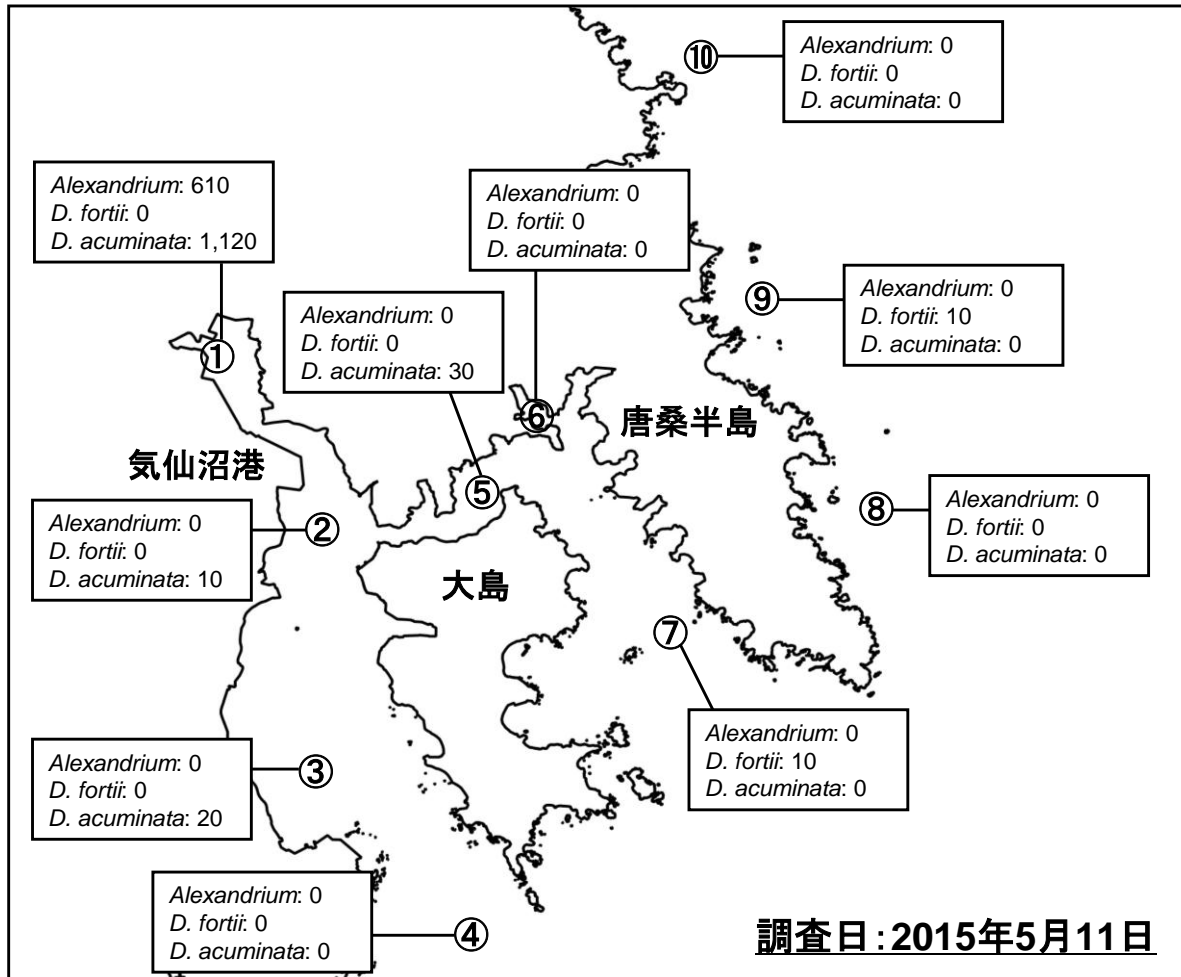 ⑩
Alexandrium: 0
D. fortii: 0
D. acuminata: 0
①
Alexandrium: 610
D. fortii: 0
D. acuminata: 1,120
⑥
Alexandrium: 0
D. fortii: 0
D. acuminata: 0
⑨
Alexandrium: 0
D. fortii: 10
D. acuminata: 0
⑤
Alexandrium: 0
D. fortii: 0
D. acuminata: 30
唐桑半島
気仙沼港
②
Alexandrium: 0
D. fortii: 0
D. acuminata: 10
⑧
Alexandrium: 0
D. fortii: 0
D. acuminata: 0
大島
⑦
Alexandrium: 0
D. fortii: 10
D. acuminata: 0
③
Alexandrium: 0
D. fortii: 0
D. acuminata: 20
④
Alexandrium: 0
D. fortii: 0
D. acuminata: 0
調査日:2015年5月11日